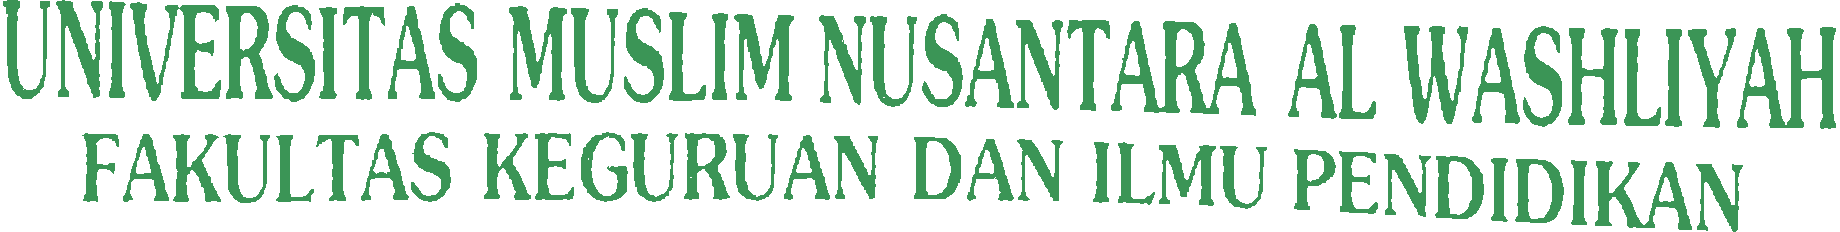 UNIVERSITAS MUSLIM NUSANTARA AL WASHLIYAH
FAKULTAS KEGURUAN DAN ILMU PENDIDIKAN